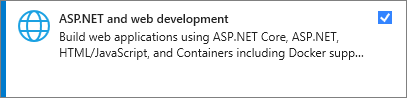 ASP.NET and web development
Build web applications using ASP.NET Core, ASP.NET,
HTML/JavaScript, and Containers including Docker supp...